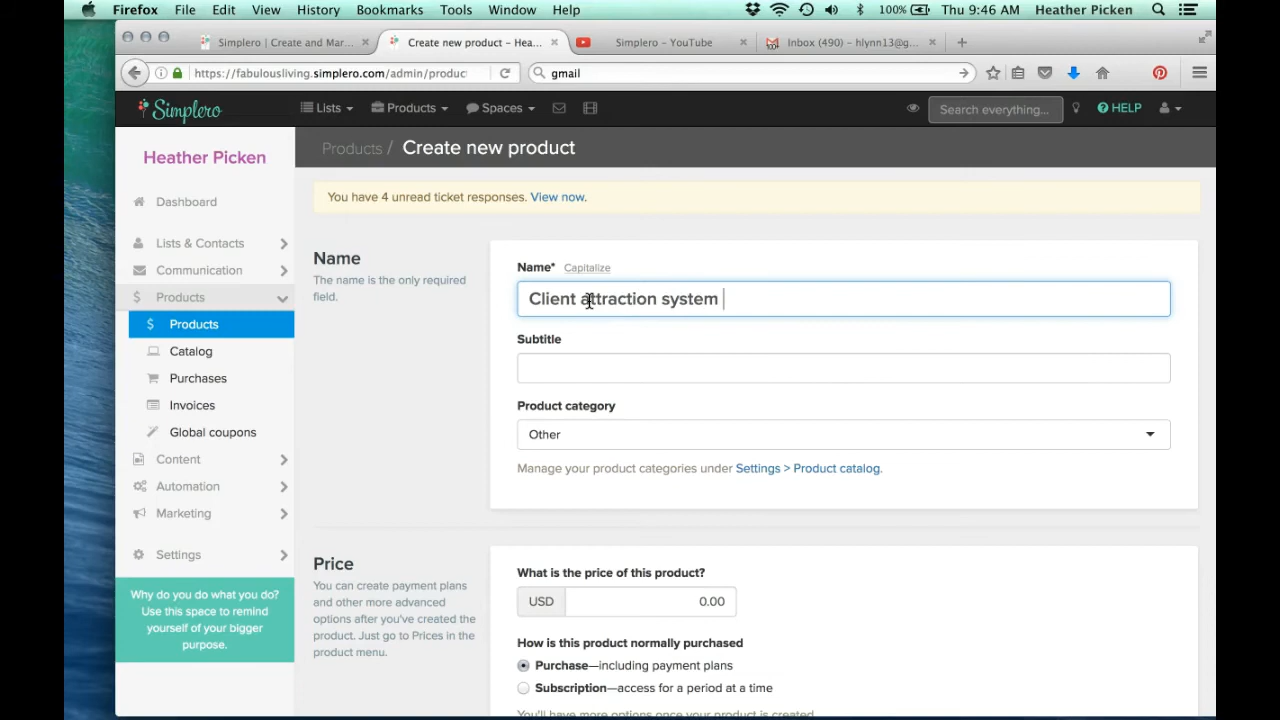 Firefox File Edit View History Bookmarks Tools Window Help 100% Thu 9:46 AM Heather Picken
Simplero | Create and Mar... Create new product – Hea... Simplero - YouTube Inbox (490) - hlynn13@g...
https://fabulousliving.simplero.com/admin/produc gmail
Simplero Lists Products Spaces Search everything... HELP
Heather Picken
Products / Create new product
You have 4 unread ticket responses. View now.
Dashboard
Lists & Contacts
Communication
Products
Products
Catalog
Purchases
Invoices
Global coupons
Content
Automation
Marketing
Settings
Why do you do what you do?
Use this space to remind
yourself of your bigger
purpose.
Name
The name is the only required
field.
Name* Capitalize
Client attraction system
Subtitle
Product category
Other
Manage your product categories under Settings > Product catalog.
Price
You can create payment plans
and other more advanced
options after you've created the
product. Just go to Prices in the
product menu.
What is the price of this product?
USD 0.00
How is this product normally purchased
Purchase—including payment plans
Subscription—access for a period at a time
You'll have more options once your product is created